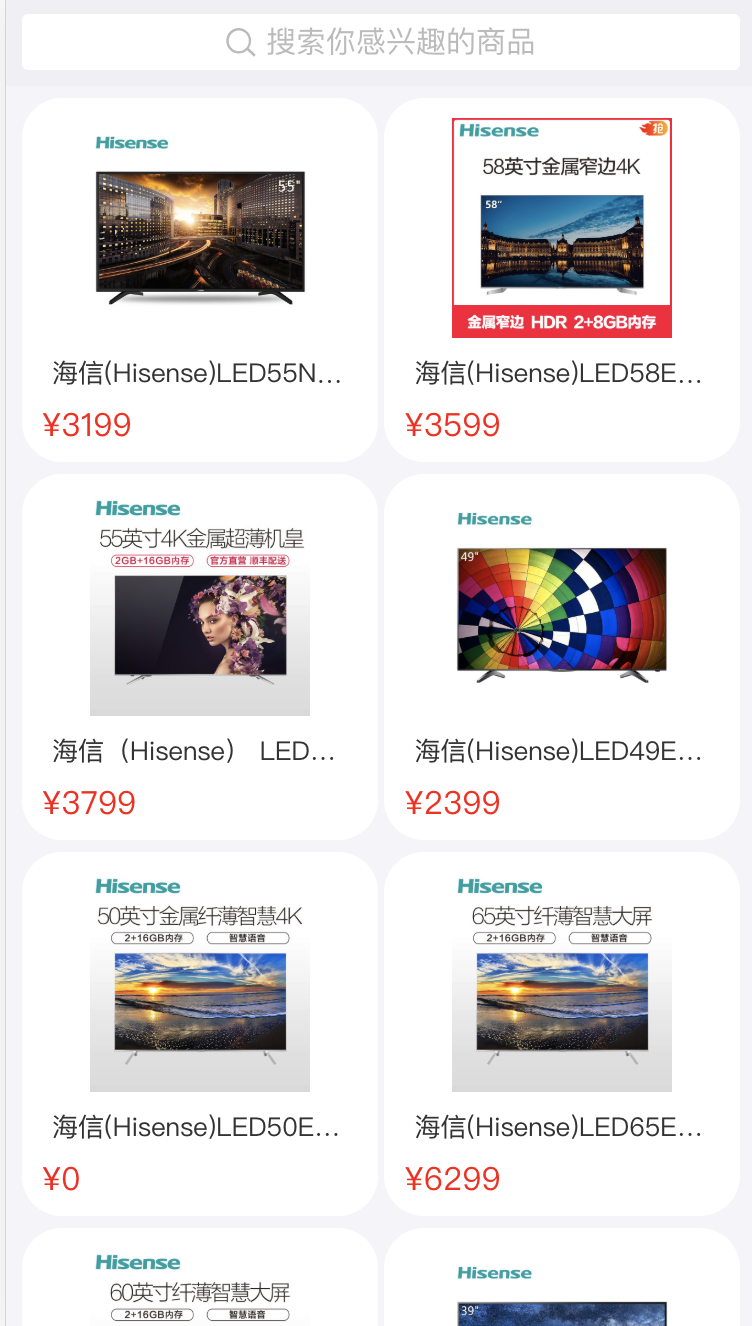 搜索你感兴趣的商品
Hisense
55"
海信(Hisense)LED55N...
¥3199
Hisense
抢
58英寸金属窄边4K
58"
金属窄边 HDR 2+8GB内存
海信(Hisense)LED58E...
¥3599
Hisense
55英寸4K金属超薄机皇
2GB+16GB内存 官方直营 顺丰配送
海信（Hisense） LED...
¥3799
Hisense
49"
海信(Hisense)LED49E...
¥2399
Hisense
50英寸金属纤薄智慧4K
2+16GB内存 智慧语音
海信(Hisense)LED50E...
¥0
Hisense
65英寸纤薄智慧大屏
2+16GB内存 智慧语音
海信(Hisense)LED65E...
¥6299
Hisense
60英寸纤薄智慧大屏
2+16GB内存 智慧语音
Hisense
39"